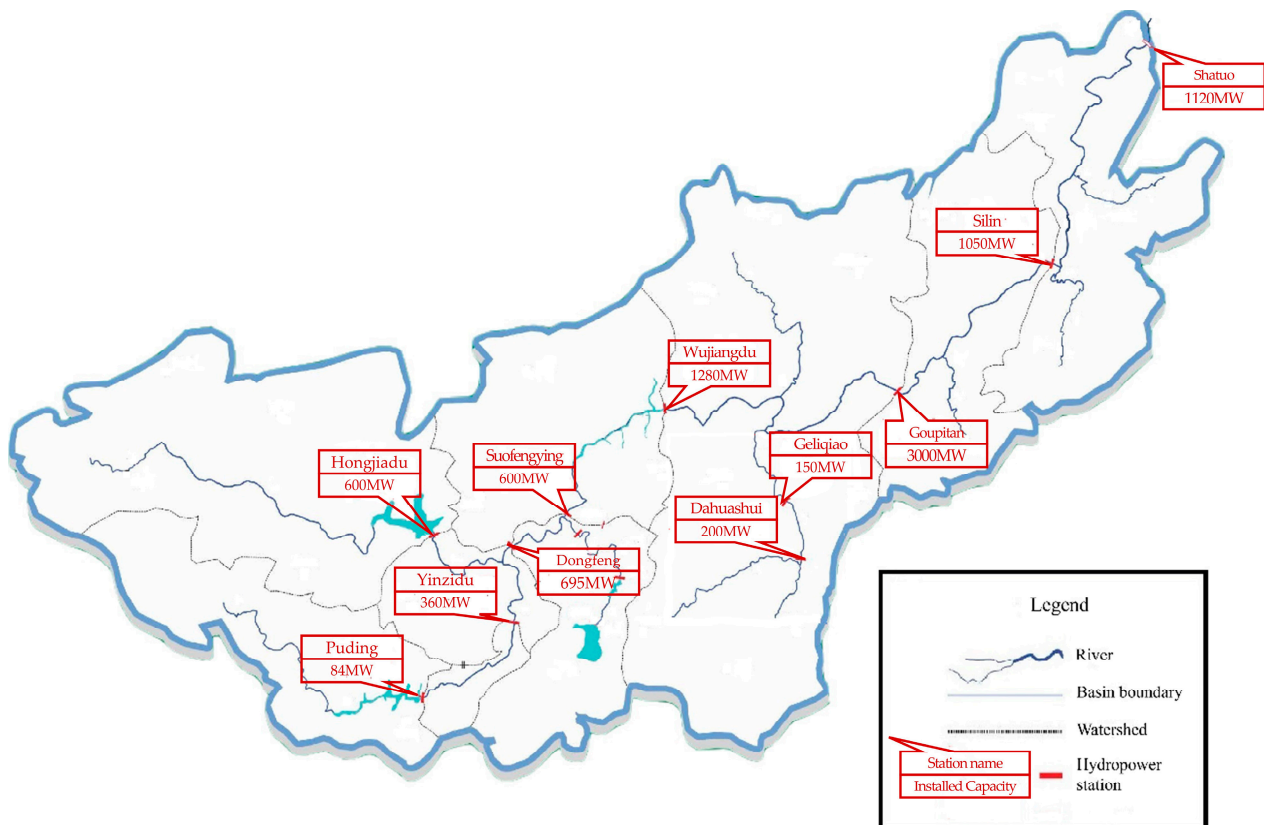 Shatuo
1120MW
Silin
1050MW
Wujiangdu
1280MW
Goupitan
3000MW
Geliqiao
150MW
Suofengying
600MW
Hongjiadu
600MW
Dahuashui
200MW
Dongfeng
695MW
Yinzidu
360MW
Puding
84MW
Legend
River
Basin boundary
Watershed
Station name
Installed Capacity
Hydropower
station